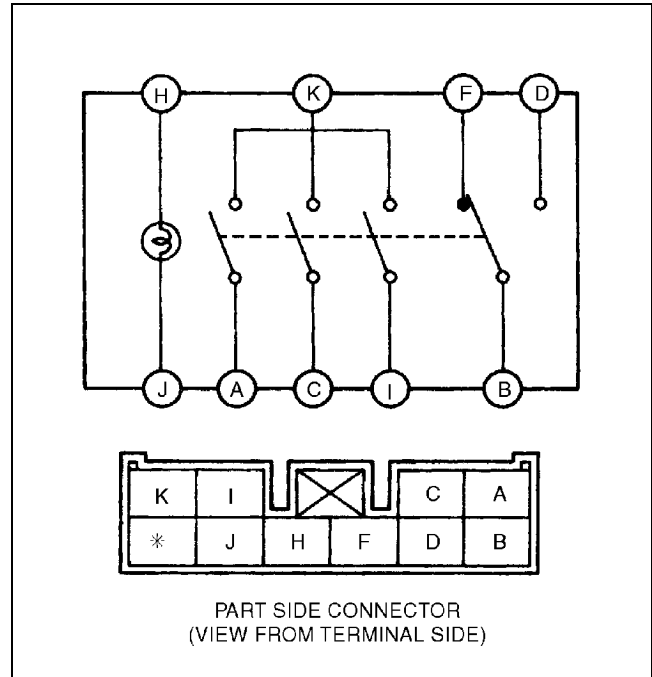 H K F D
J A C I B
K I C A
✳ J H F D B
PART SIDE CONNECTOR
(VIEW FROM TERMINAL SIDE)